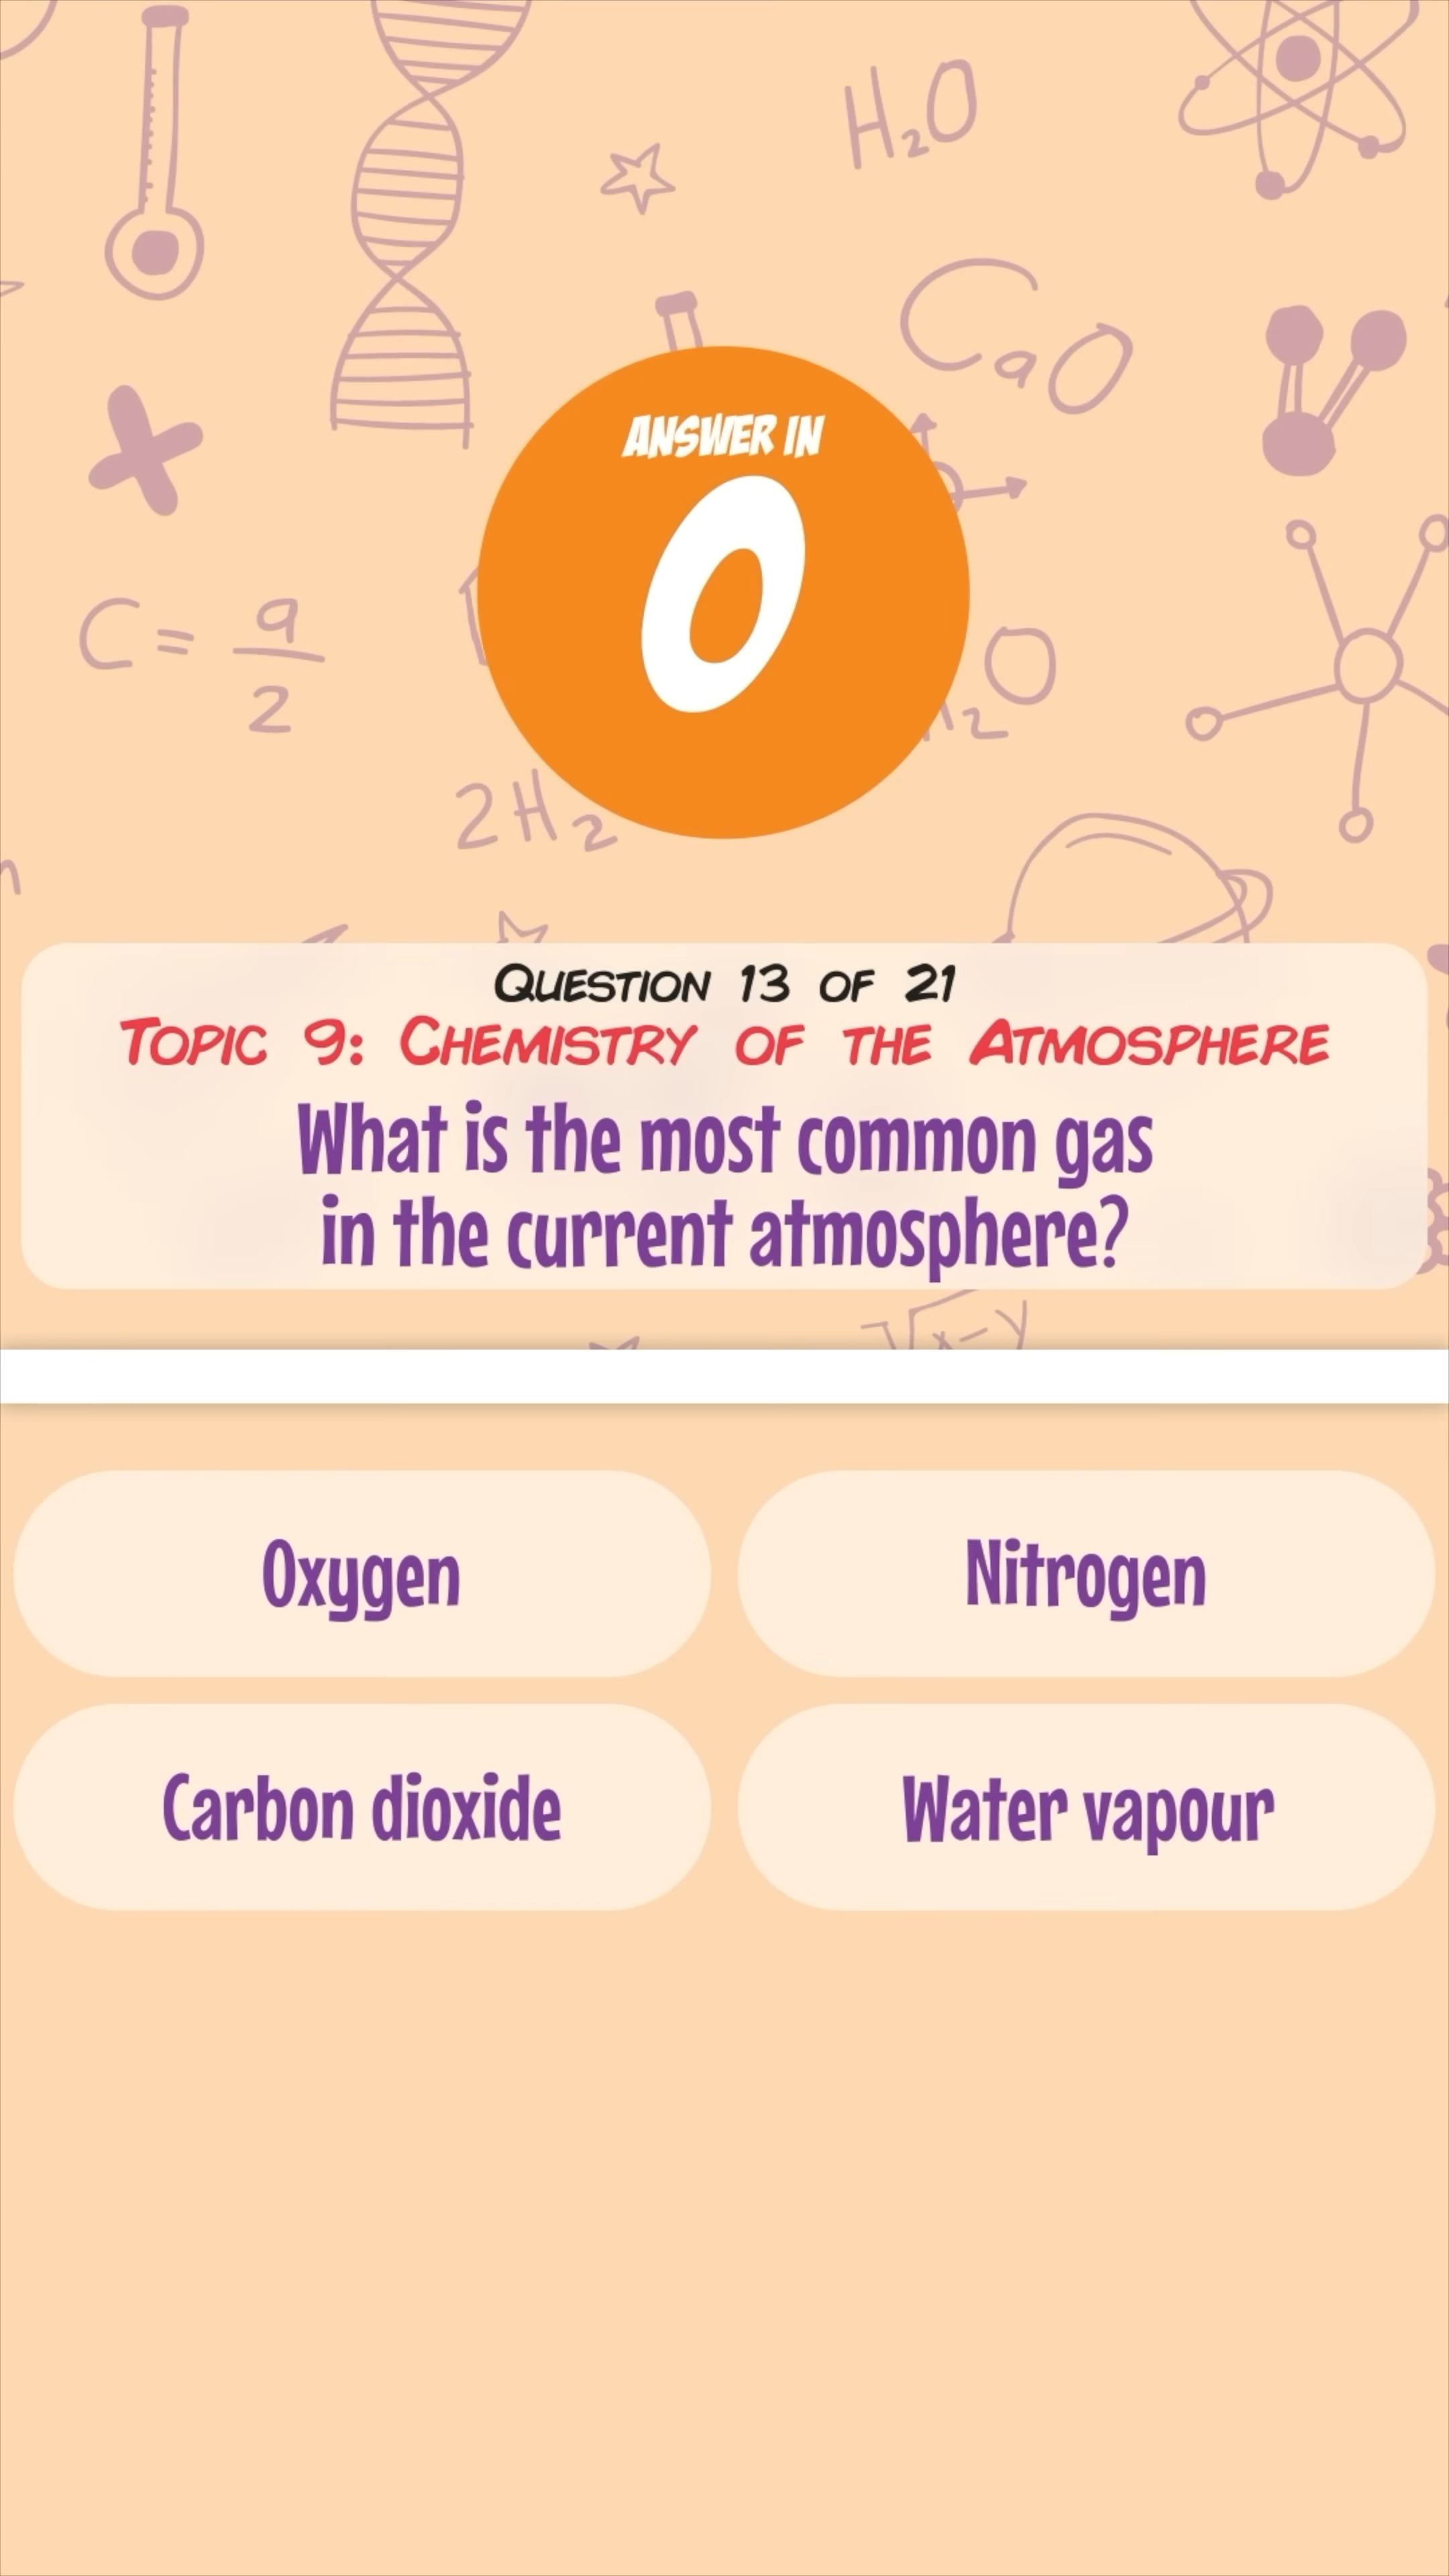 H₂O
CaO
ANSWER IN
0
C = a/2
H₂O
2H₂
Question 13 of 21
Topic 9: Chemistry of the Atmosphere
What is the most common gas
in the current atmosphere?
√x-y
Oxygen
Nitrogen
Carbon dioxide
Water vapour